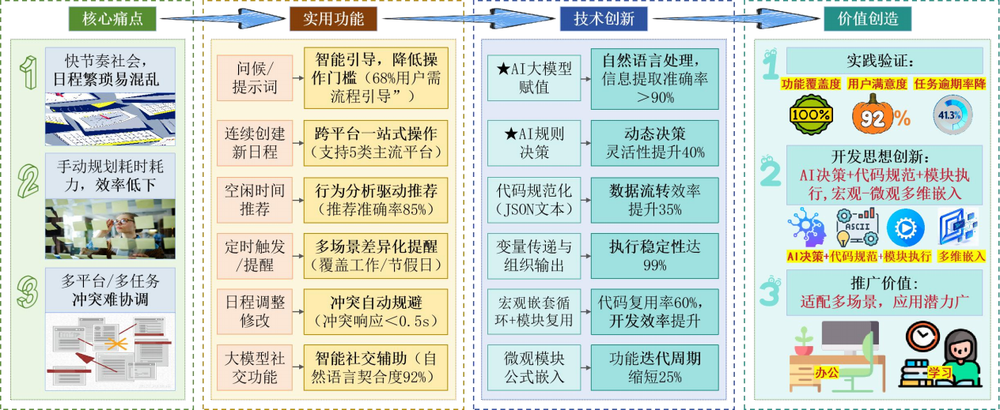 核心痛点
实用功能
技术创新
价值创造
1
快节奏社会，
日程繁琐易混乱
2
手动规划耗时耗
力，效率低下
3
多平台/多任务
冲突难协调
问候/
提示词
智能引导，降低操
作门槛（68%用户需
流程引导”）
连续创建
新日程
跨平台一站式操作
（支持5类主流平台）
空闲时间
推荐
行为分析驱动推荐
（推荐准确率85%）
定时触发
/提醒
多场景差异化提醒
（覆盖工作/节假日）
日程调整
修改
冲突自动规避
（冲突响应＜0.5s）
大模型社
交功能
智能社交辅助（自
然语言契合度92%）
★AI大模型
赋值
自然语言处理，
信息提取准确率
＞90%
★AI规则
决策
动态决策
灵活性提升40%
代码规范化
（JSON文本）
数据流转效率
提升35%
变量传递与
组织输出
执行稳定性达
99%
宏观嵌套循
环+模块复用
代码复用率60%，
开发效率提升
微观模块
公式嵌入
功能迭代周期
缩短25%
1
实践验证：
功能覆盖度 用户满意度 任务逾期率降
100%
92%
41.3%
2
开发思想创新：
AI决策+代码规范+模块执
行,宏观-微观多维嵌入
ASCII
AI决策+代码规范+模块执行 多维嵌入
3
推广价值:
适配多场景，应用潜力广
办公
学习